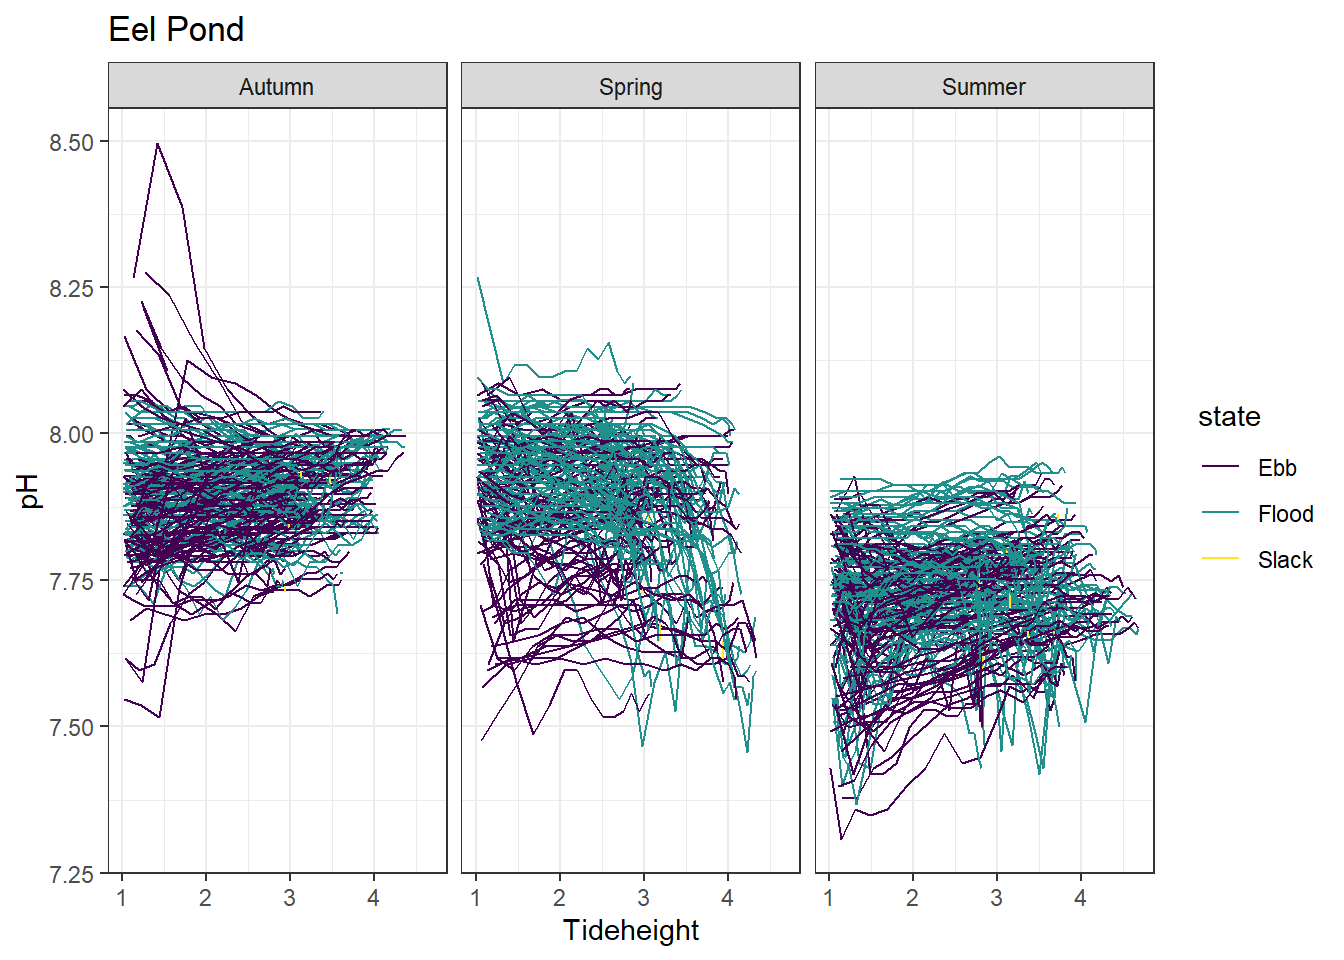 Eel Pond
Autumn Spring Summer
8.50
8.25
8.00
7.75
7.50
7.25
pH
1 2 3 4 1 2 3 4 1 2 3 4
Tideheight
state
Ebb
Flood
Slack